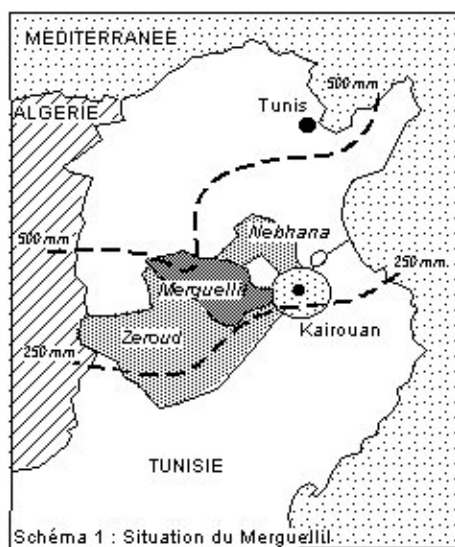 MEDITERRANEE
500 mm
ALGERIE
Tunis
Nebhana
500 mm
250 mm
Merguellil
Zeroud
Kairouan
250 mm
TUNISIE
Schéma 1 : Situation du Merguellil